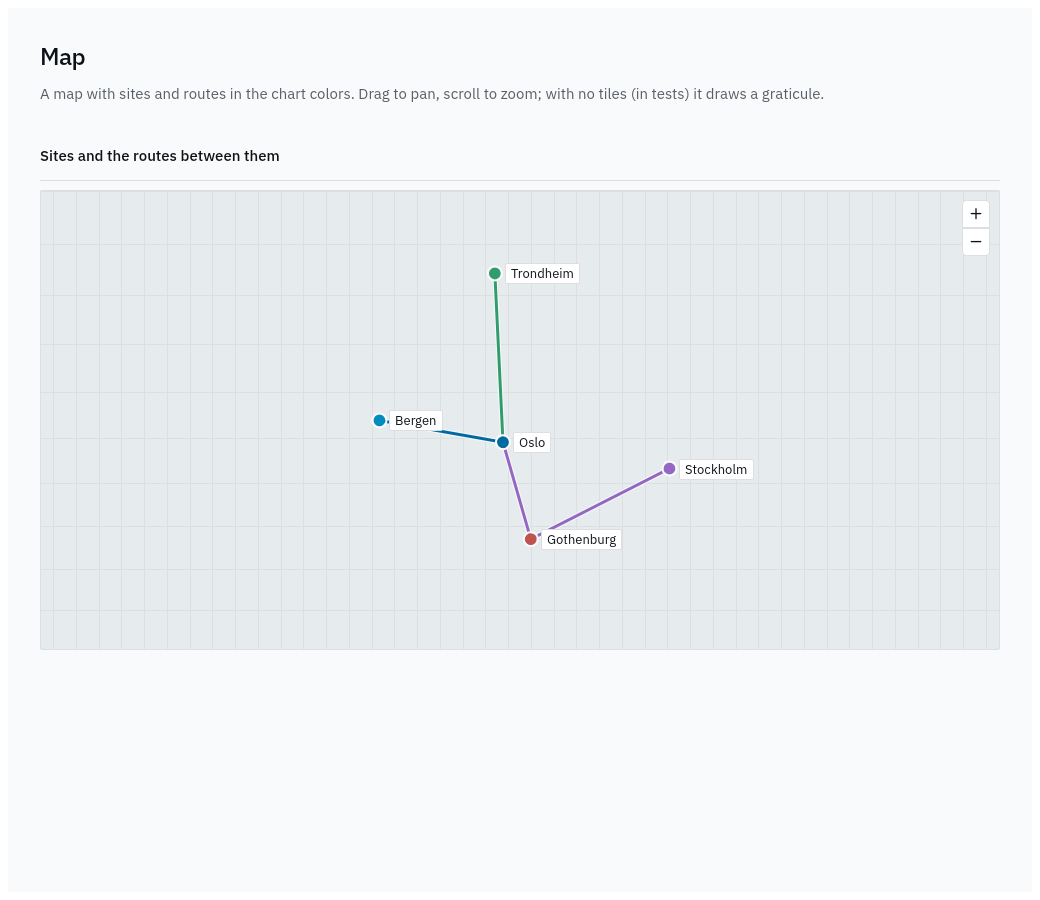 Map
A map with sites and routes in the chart colors. Drag to pan, scroll to zoom; with no tiles (in tests) it draws a graticule.
Sites and the routes between them
+
−
Trondheim
Bergen
Oslo
Stockholm
Gothenburg